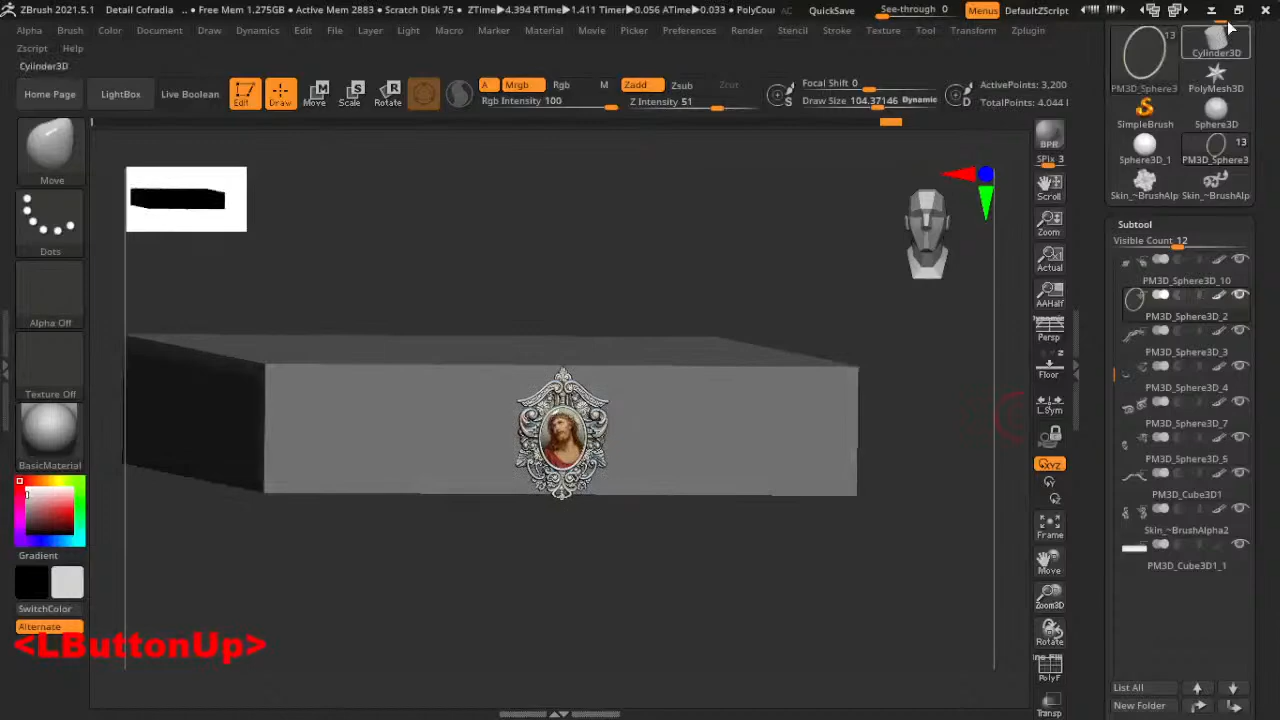 ZBrush 2021.5.1 Detail Cofradia .. • Free Mem 1.275GB • Active Mem 2883 • Scratch Disk 75 • ZTime▶4.394 RTime▶1.411 Timer▶0.056 ATime▶0.033 • PolyCou AC QuickSave See-through 0 Menus DefaultZScript
Alpha Brush Color Document Draw Dynamics Edit File Layer Light Macro Marker Material Movie Picker Preferences Render Stencil Stroke Texture Tool Transform Zplugin
Zscript Help
Cylinder3D
Home Page LightBox Live Boolean Edit Draw Move Scale Rotate
A Mrgb Rgb M Zadd Zsub Zcut
Rgb Intensity 100 Z Intensity 51
S Focal Shift 0
Draw Size 104.37146 Dynamic D
ActivePoints: 3,200
TotalPoints: 4.044
Move
Dots
Alpha Off
Texture Off
BasicMaterial
Gradient
SwitchColor
Alternate
<LButtonUp>
BPR
SPix 3
Scroll
Zoom
Actual
AAHalf
Dynamic
Persp
Floor
L.Sym
XYZ
Frame
Move
Zoom3D
Rotate
Line Fill
PolyF
Transp
13
PM3D_Sphere3 Cylinder3D
PolyMesh3D
SimpleBrush Sphere3D
13
Sphere3D_1 PM3D_Sphere3
Skin_~BrushAlp Skin_~BrushAlp
Subtool
Visible Count 12
PM3D_Sphere3D_10
PM3D_Sphere3D_2
PM3D_Sphere3D_3
PM3D_Sphere3D_4
PM3D_Sphere3D_7
PM3D_Sphere3D_5
PM3D_Cube3D1
Skin_~BrushAlpha2
PM3D_Cube3D1_1
List All
New Folder